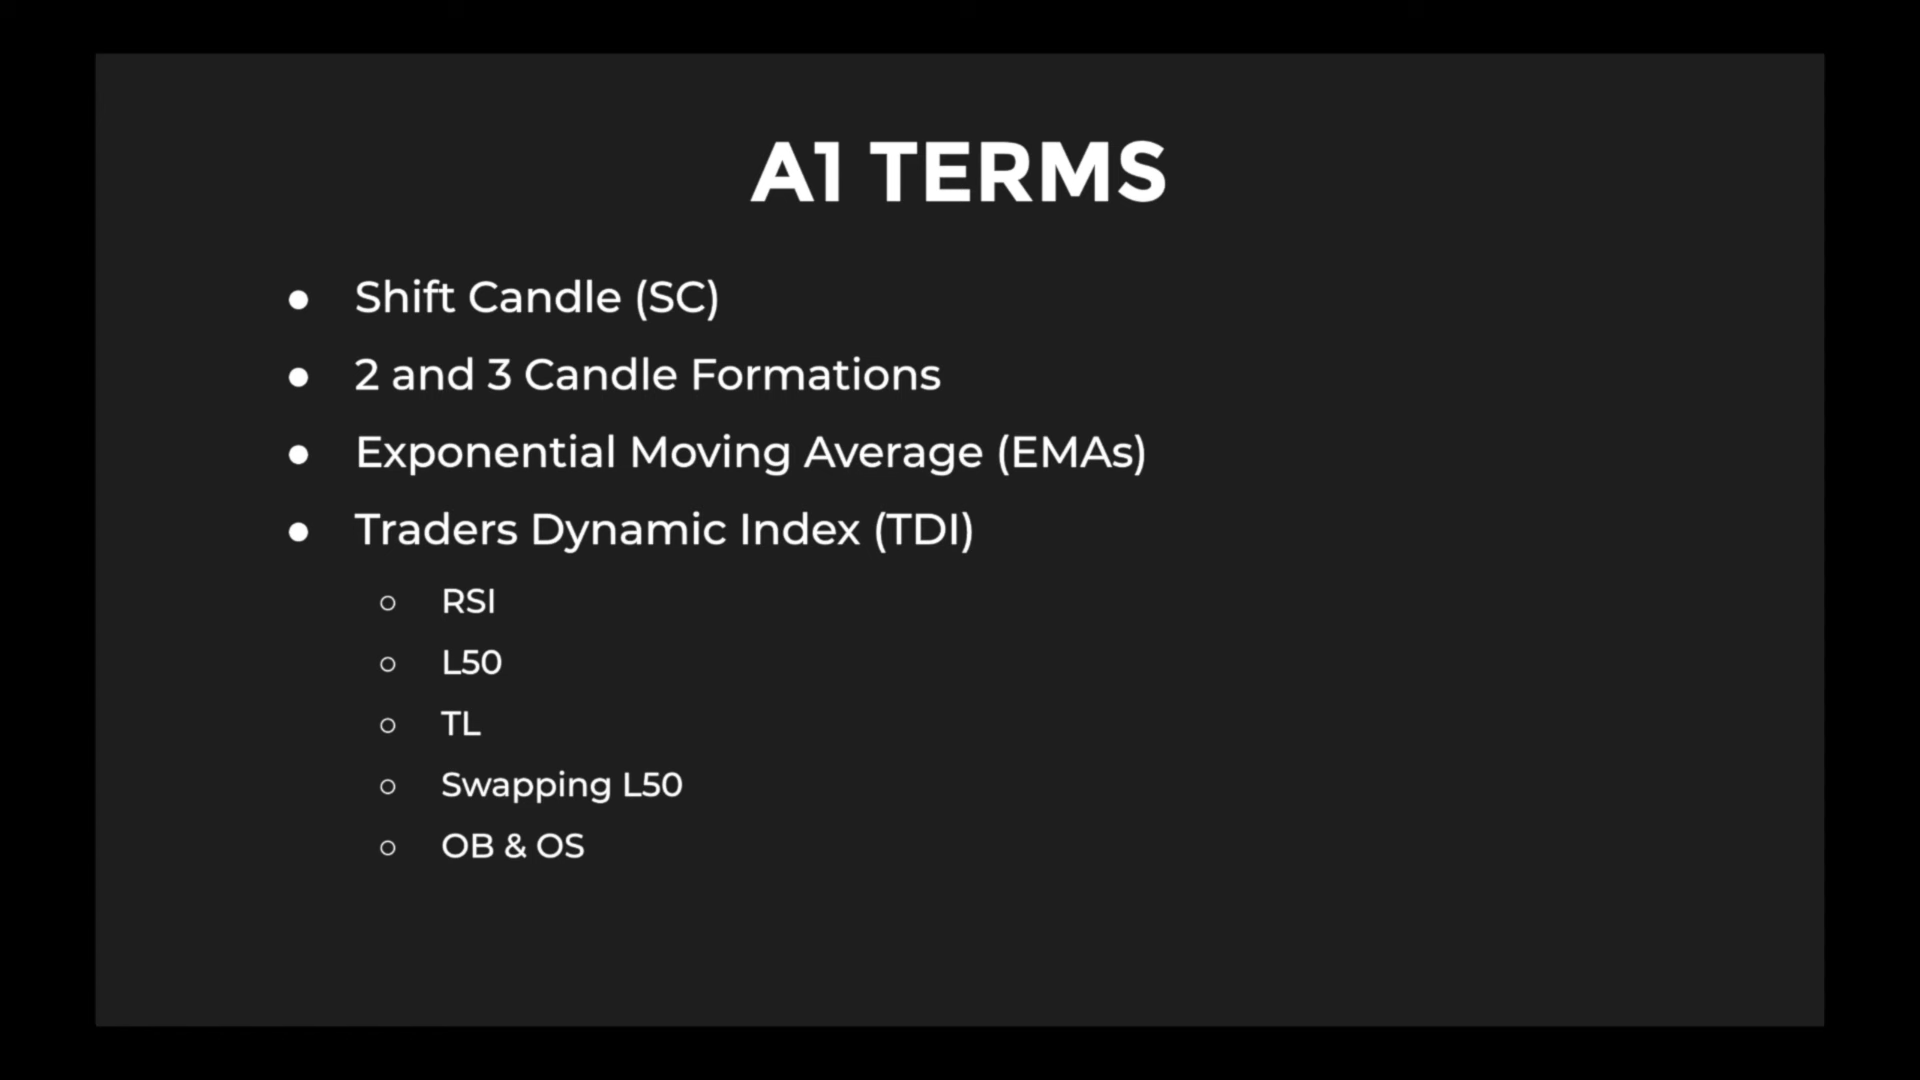 A1 TERMS
● Shift Candle (SC)
● 2 and 3 Candle Formations
● Exponential Moving Average (EMAs)
● Traders Dynamic Index (TDI)
○ RSI
○ L50
○ TL
○ Swapping L50
○ OB & OS